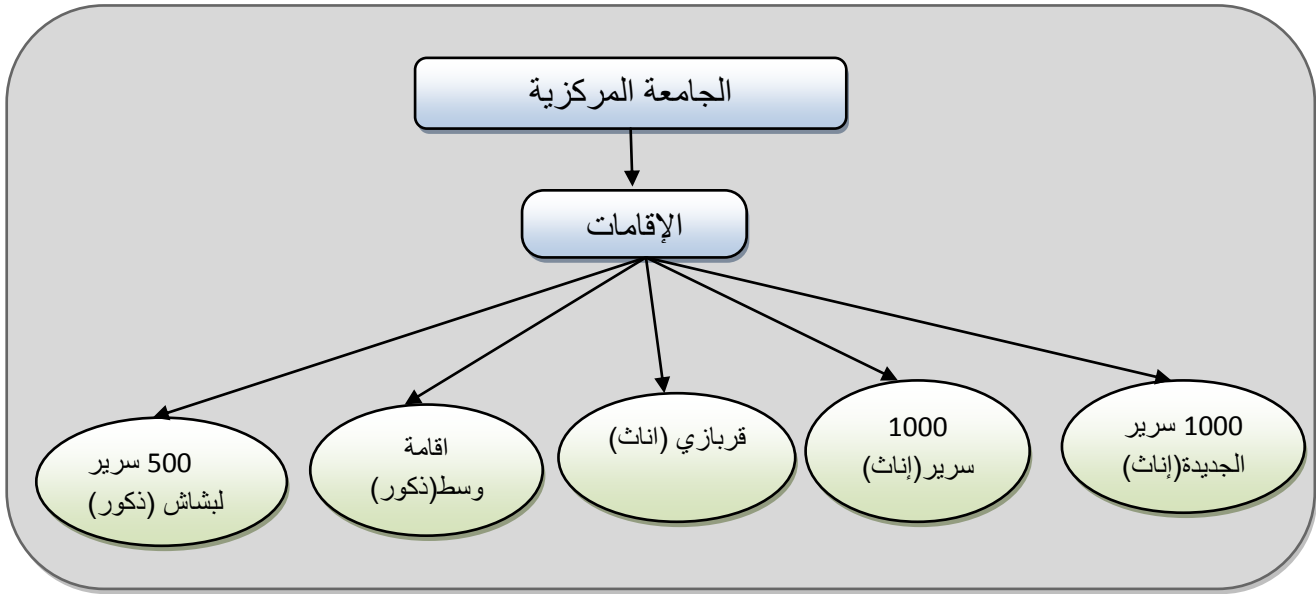 الجامعة المركزية
الإقامات
1000 سرير
الجديدة(إناث)
1000
سرير(إناث)
قربازي (اناث)
اقامة
وسط(ذكور)
500 سرير
لبشاش (ذكور)